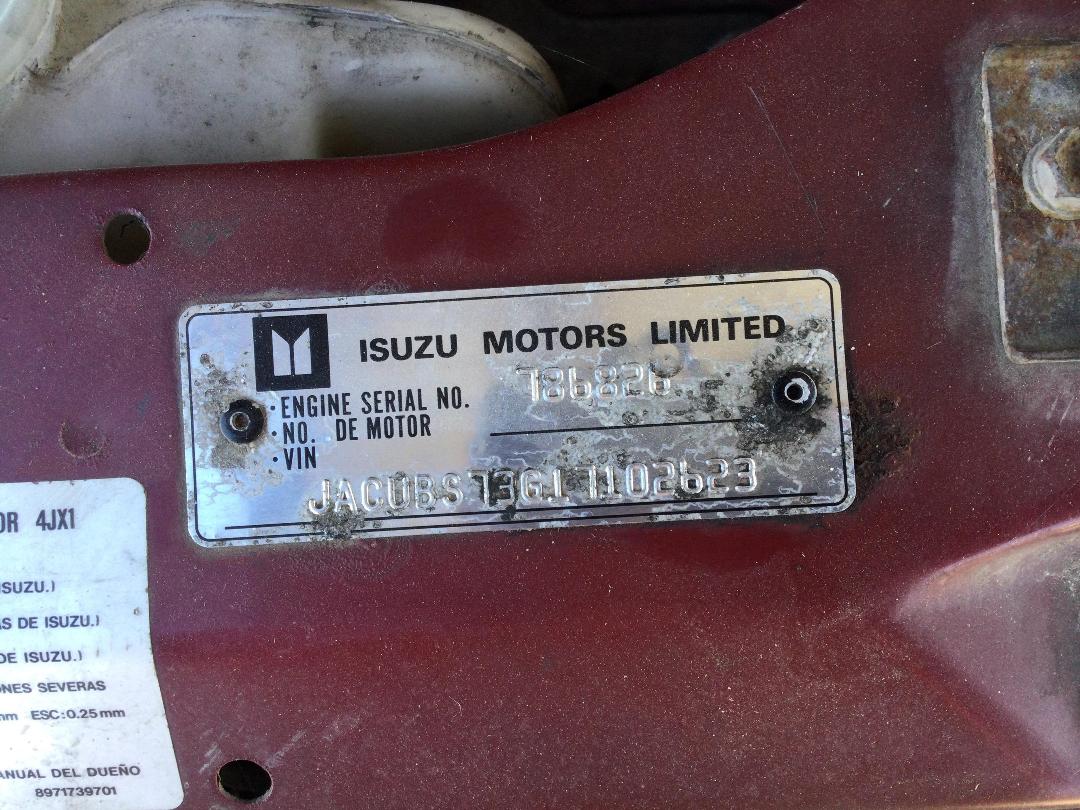 ISUZU MOTORS LIMITED
786826
·ENGINE SERIAL NO.
·NO. DE MOTOR
·VIN
JACUBS73G17102623
OR 4JX1
ISUZU.)
AS DE ISUZU.)
DE ISUZU.)
ONES SEVERAS
mm ESC:0.25mm
ANUAL DEL DUEÑO
8971739701